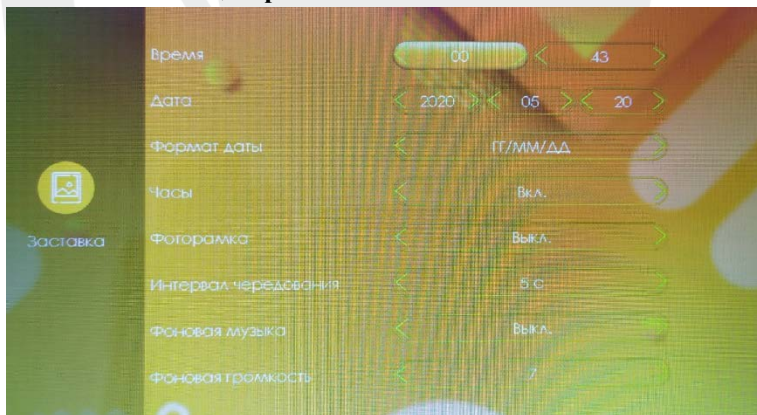 Время 00 43
Дата 2020 05 20
Формат даты ГГ/ММ/ДД
Часы Вкл.
Заставка
Фоторамка Выкл.
Интервал чередования 5 с
Фоновая музыка Выкл.
Фоновая громкость 7